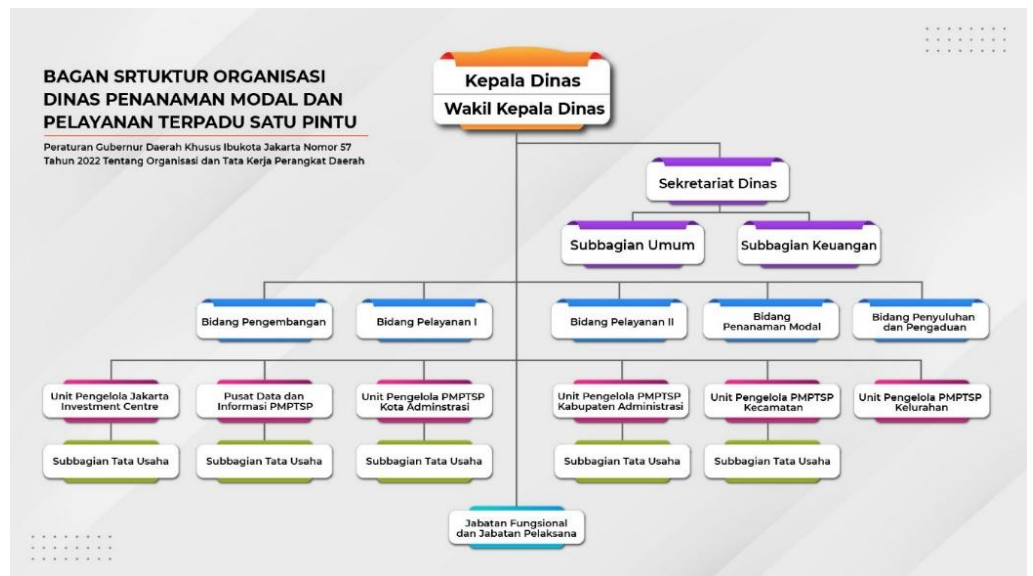 BAGAN SRTUKTUR ORGANISASI
DINAS PENANAMAN MODAL DAN
PELAYANAN TERPADU SATU PINTU
Peraturan Gubernur Daerah Khusus Ibukota Jakarta Nomor 57
Tahun 2022 Tentang Organisasi dan Tata Kerja Perangkat Daerah
Kepala Dinas
Wakil Kepala Dinas
Sekretariat Dinas
Subbagian Umum
Subbagian Keuangan
Bidang Pengembangan
Bidang Pelayanan I
Bidang Pelayanan II
Bidang
Penanaman Modal
Bidang Penyuluhan
dan Pengaduan
Unit Pengelola Jakarta
Investment Centre
Pusat Data dan
Informasi PMPTSP
Unit Pengelola PMPTSP
Kota Adminstrasi
Unit Pengelola PMPTSP
Kabupaten Administrasi
Unit Pengelola PMPTSP
Kecamatan
Unit Pengelola PMPTSP
Kelurahan
Subbagian Tata Usaha
Subbagian Tata Usaha
Subbagian Tata Usaha
Subbagian Tata Usaha
Subbagian Tata Usaha
Jabatan Fungsional
dan Jabatan Pelaksana